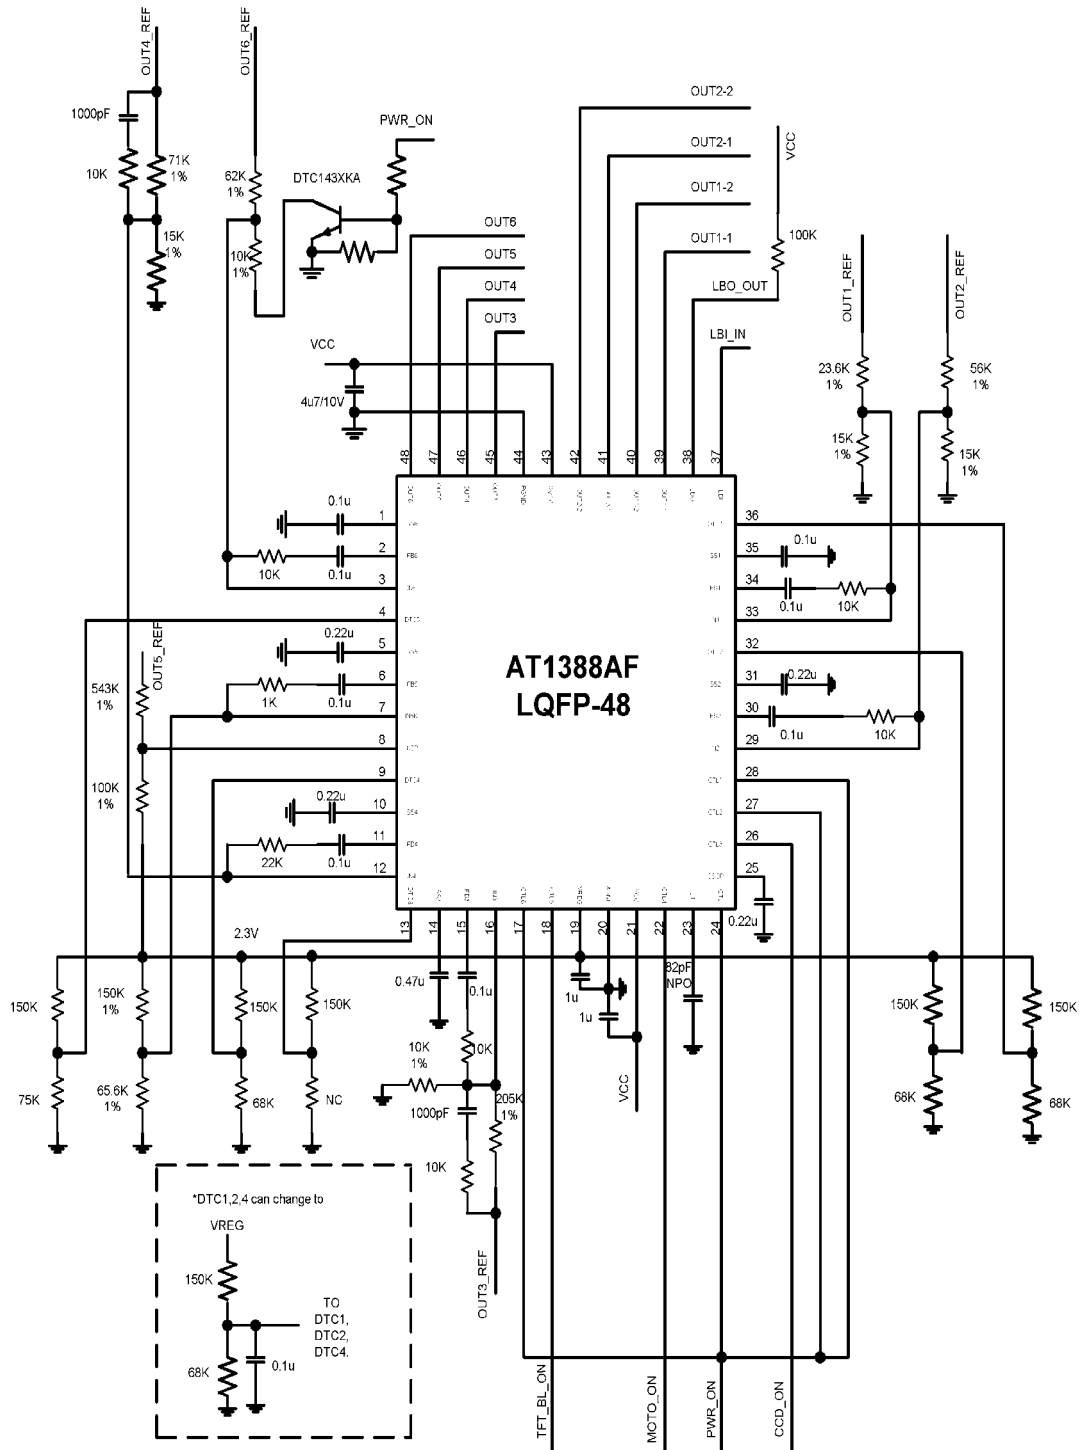 OUT4_REF
OUT6_REF
1000pF
10K
71K
1%
15K
1%
62K
1%
10K
1%
PWR_ON
DTC143XKA
OUT6
OUT5
OUT4
OUT3
VCC
4u7/10V
OUT2-2
OUT2-1
OUT1-2
OUT1-1
LBO_OUT
LBI_IN
VCC
100K
OUT1_REF
OUT2_REF
23.6K
1%
56K
1%
15K
1%
15K
1%
48
47
46
45
44
43
42
41
40
39
38
37
PGND
LBI
AT1388AF
LQFP-48
1
2
3
4
5
6
7
8
9
10
11
12
0.1u
10K
0.1u
0.22u
1K
0.1u
0.22u
22K
0.1u
FB6
SS4
36
35
34
33
32
31
30
29
28
27
26
25
0.1u
0.1u
10K
0.22u
0.1u
10K
0.22u
SS1
SS2
CTL1
CTL2
CTL3
OUT5_REF
543K
1%
100K
1%
13
14
15
16
17
18
19
20
21
22
23
24
2.3V
150K
75K
150K
1%
65.6K
1%
150K
68K
150K
NC
0.47u
0.1u
10K
10K
1%
1000pF
10K
205K
1%
OUT3_REF
1u
1u
VCC
82pF
NPO
150K
68K
150K
68K
*DTC1,2,4 can change to
VREG
150K
68K
0.1u
TO
DTC1,
DTC2,
DTC4.
TFT_BL_ON
MOTO_ON
PWR_ON
CCD_ON